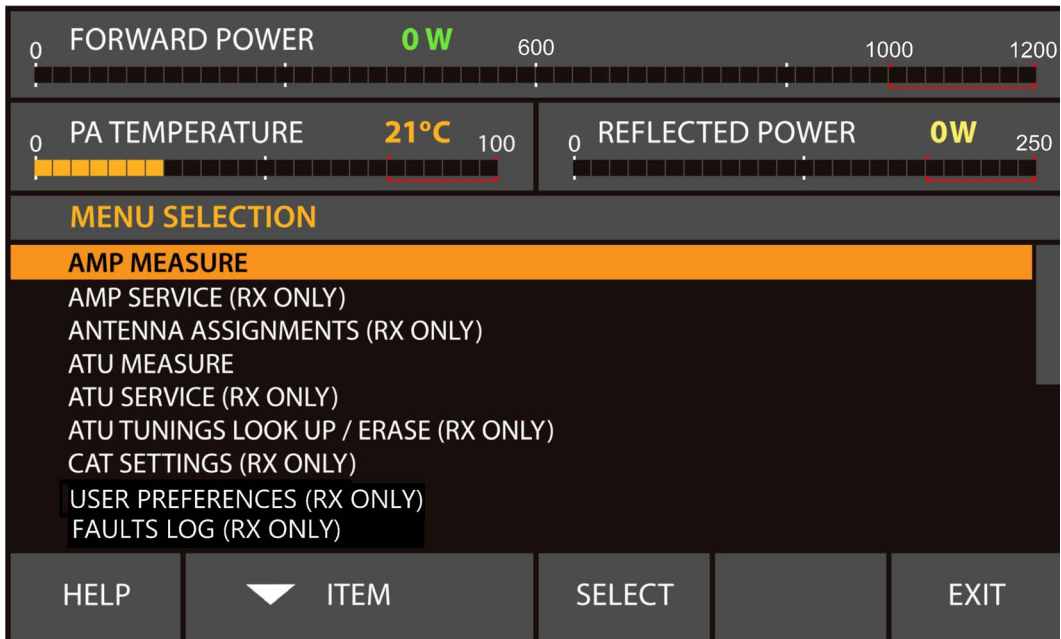 0 FORWARD POWER 0 W 600 1000 1200
0 PA TEMPERATURE 21°C 100
0 REFLECTED POWER 0W 250
MENU SELECTION
AMP MEASURE
AMP SERVICE (RX ONLY)
ANTENNA ASSIGNMENTS (RX ONLY)
ATU MEASURE
ATU SERVICE (RX ONLY)
ATU TUNINGS LOOK UP / ERASE (RX ONLY)
CAT SETTINGS (RX ONLY)
USER PREFERENCES (RX ONLY)
FAULTS LOG (RX ONLY)
HELP ITEM SELECT EXIT